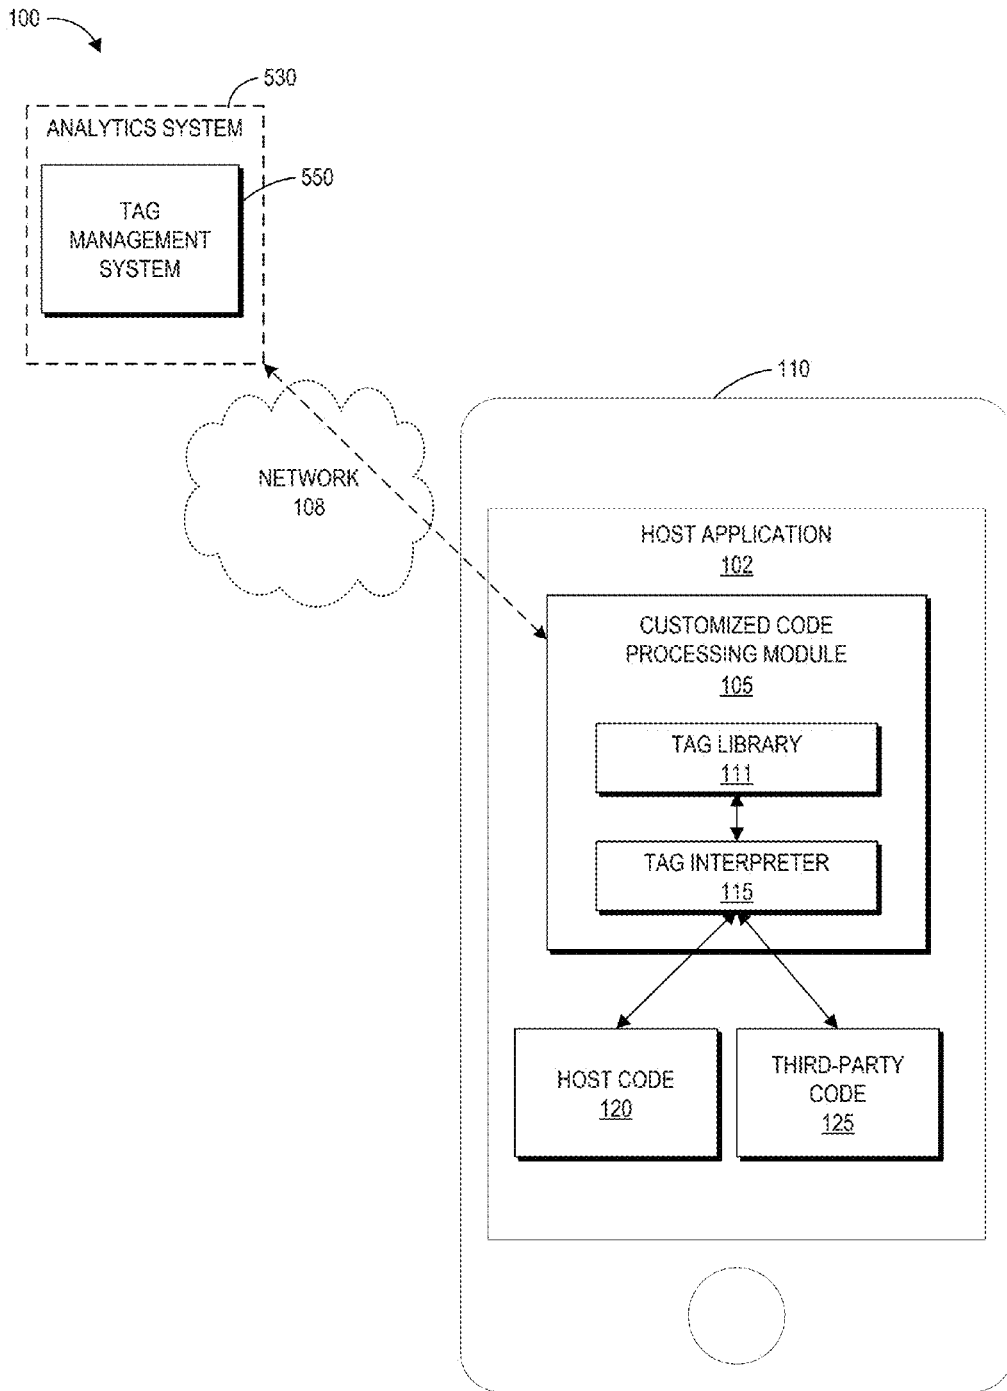 100
530
ANALYTICS SYSTEM
550
TAG
MANAGEMENT
SYSTEM
110
NETWORK
108
HOST APPLICATION
102
CUSTOMIZED CODE
PROCESSING MODULE
105
TAG LIBRARY
111
TAG INTERPRETER
115
HOST CODE
120
THIRD-PARTY
CODE
125